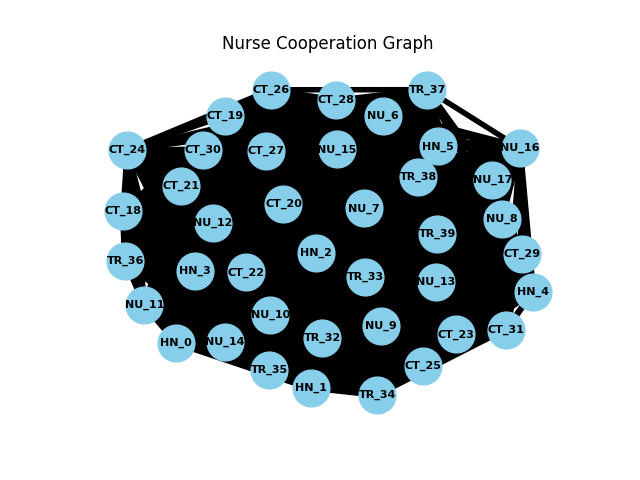 Nurse Cooperation Graph
CT_26
TR_37
CT_28
CT_19
NU_6
CT_24
CT_30
CT_27
NU_15
HN_5
NU_16
TR_38
NU_17
CT_21
CT_20
NU_7
CT_18
NU_12
NU_8
TR_39
HN_2
CT_29
TR_36
HN_3
CT_22
TR_33
NU_13
HN_4
NU_11
NU_10
NU_9
CT_31
CT_23
TR_32
HN_0
NU_14
CT_25
TR_35
HN_1
TR_34